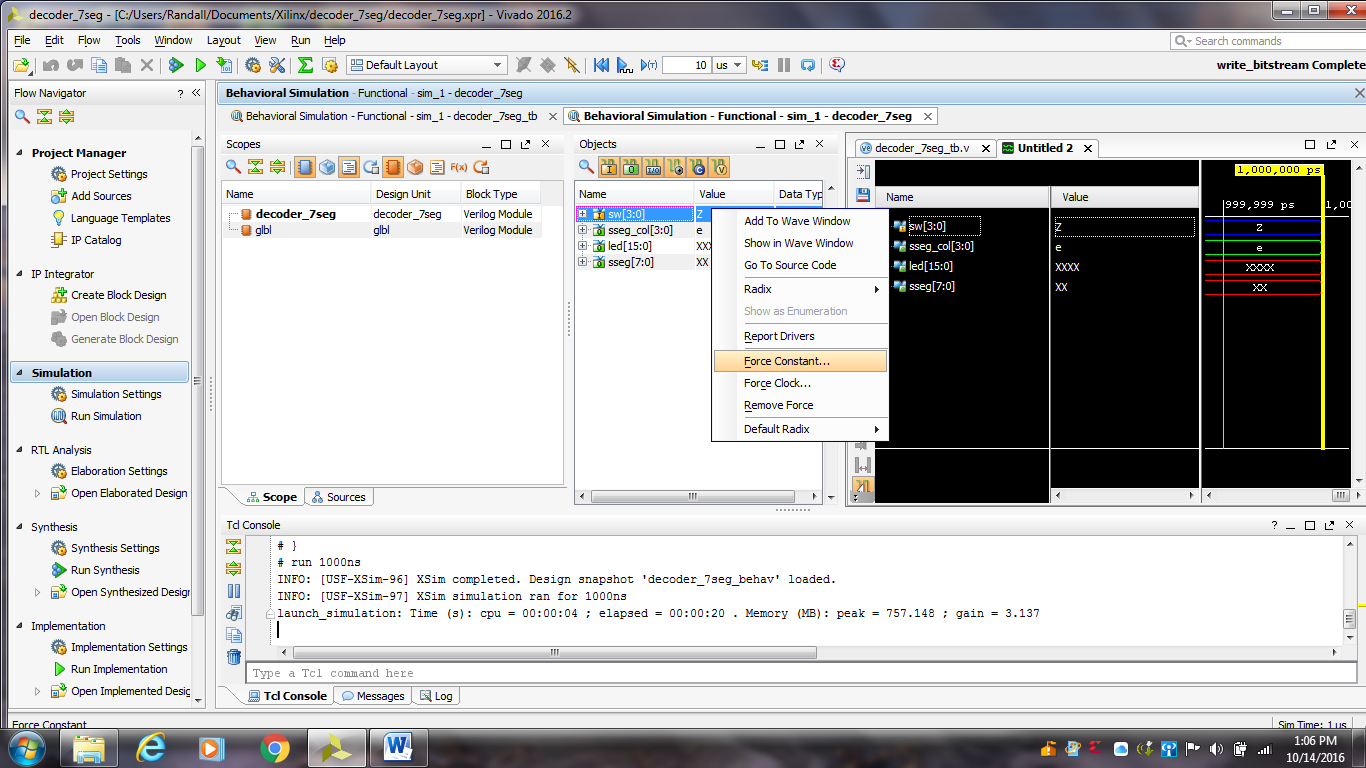 decoder_7seg - [C:/Users/Randall/Documents/Xilinx/decoder_7seg/decoder_7seg.xpr] - Vivado 2016.2
File Edit Flow Tools Window Layout View Run Help
Search commands
Default Layout
10 us
write_bitstream Complete
Flow Navigator
Project Manager
Project Settings
Add Sources
Language Templates
IP Catalog
IP Integrator
Create Block Design
Open Block Design
Generate Block Design
Simulation
Simulation Settings
Run Simulation
RTL Analysis
Elaboration Settings
Open Elaborated Design
Synthesis
Synthesis Settings
Run Synthesis
Open Synthesized Design
Implementation
Implementation Settings
Run Implementation
Open Implemented Desig
Behavioral Simulation - Functional - sim_1 - decoder_7seg
Behavioral Simulation - Functional - sim_1 - decoder_7seg_tb
Behavioral Simulation - Functional - sim_1 - decoder_7seg
Scopes
Name Design Unit Block Type
decoder_7seg decoder_7seg Verilog Module
glbl glbl Verilog Module
Scope Sources
Objects
Name Value Data Typ
sw[3:0] Z
sseg_col[3:0] e
led[15:0] XXX
sseg[7:0] XX
Add To Wave Window
Show in Wave Window
Go To Source Code
Radix
Show as Enumeration
Report Drivers
Force Constant...
Force Clock...
Remove Force
Default Radix
decoder_7seg_tb.v Untitled 2
Name Value
sw[3:0] Z
sseg_col[3:0] e
led[15:0] XXXX
sseg[7:0] XX
1,000,000 ps
999,999 ps 1,00
Z
e
XXXX
XX
Tcl Console
# }
# run 1000ns
INFO: [USF-XSim-96] XSim completed. Design snapshot 'decoder_7seg_behav' loaded.
INFO: [USF-XSim-97] XSim simulation ran for 1000ns
launch_simulation: Time (s): cpu = 00:00:04 ; elapsed = 00:00:20 . Memory (MB): peak = 757.148 ; gain = 3.137
Type a Tcl command here
Tcl Console Messages Log
Force Constant
Sim Time: 1 us
1:06 PM
10/14/2016